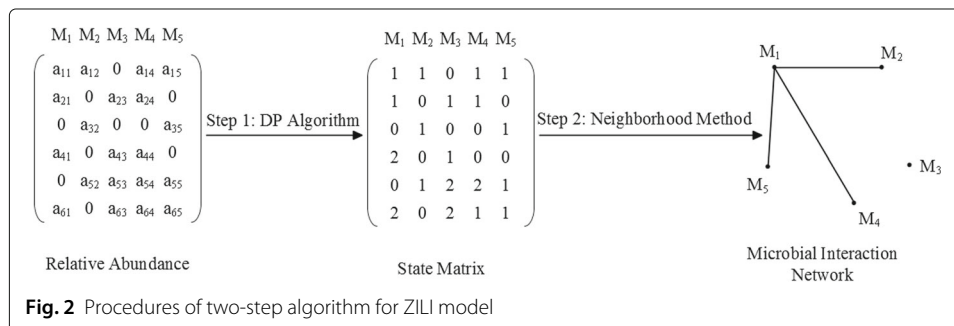 M₁ M₂ M₃ M₄ M₅
a₁₁ a₁₂ 0 a₁₄ a₁₅
a₂₁ 0 a₂₃ a₂₄ 0
0 a₃₂ 0 0 a₃₅
a₄₁ 0 a₄₃ a₄₄ 0
0 a₅₂ a₅₃ a₅₄ a₅₅
a₆₁ 0 a₆₃ a₆₄ a₆₅
Relative Abundance
Step 1: DP Algorithm
M₁ M₂ M₃ M₄ M₅
1 1 0 1 1
1 0 1 1 0
0 1 0 0 1
2 0 1 0 0
0 1 2 2 1
2 0 2 1 1
State Matrix
Step 2: Neighborhood Method
M₁
M₂
M₃
M₅
M₄
Microbial Interaction
Network
Fig. 2 Procedures of two-step algorithm for ZILI model